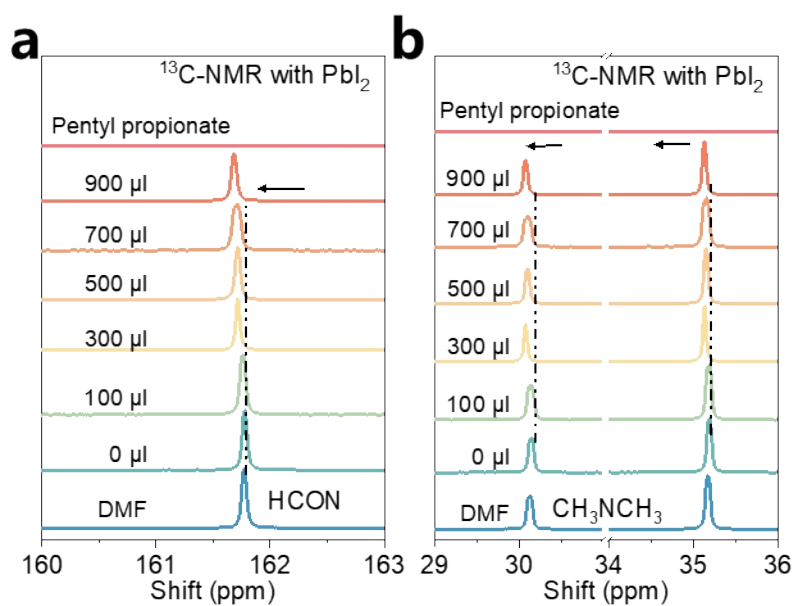 a
¹³C-NMR with PbI₂
Pentyl propionate
900 µl
700 µl
500 µl
300 µl
100 µl
0 µl
DMF
HCON
160 161 162 163
Shift (ppm)
b
¹³C-NMR with PbI₂
Pentyl propionate
900 µl
700 µl
500 µl
300 µl
100 µl
0 µl
DMF
CH₃NCH₃
29 30 34 35 36
Shift (ppm)